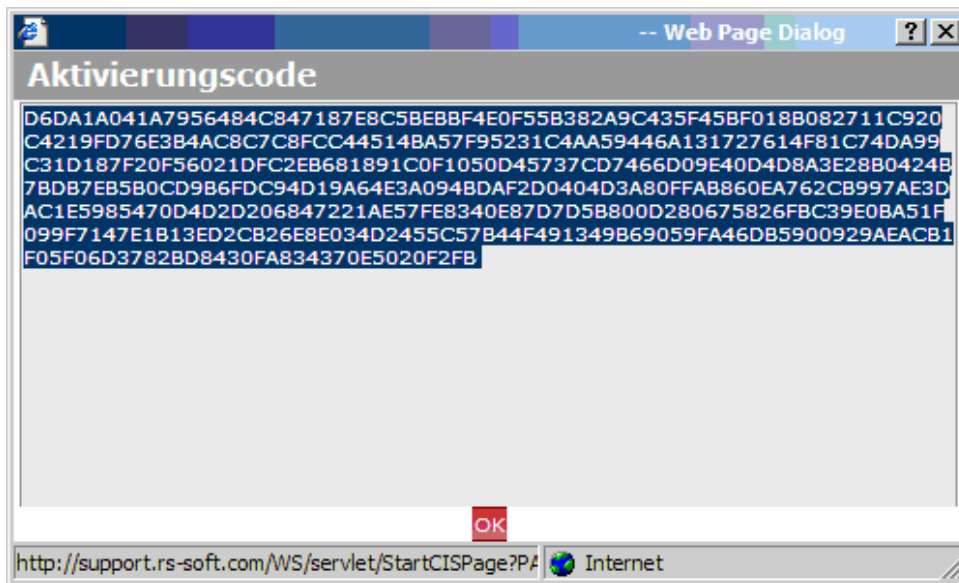 -- Web Page Dialog
Aktivierungscode
D6DA1A041A7956484C847187E8C5BEBBF4E0F55B382A9C435F45BF018B082711C920
C4219FD76E3B4AC8C7C8FCC44514BA57F95231C4AA59446A131727614F81C74DA99
C31D187F20F56021DFC2EB681891C0F1050D45737CD7466D09E40D4D8A3E28B0424B
7BDB7EB5B0CD9B6FDC94D19A64E3A094BDAF2D0404D3A80FFAB860EA762CB997AE3D
AC1E5985470D4D2D206847221AE57FE8340E87D7D5B800D280675826FBC39E0BA51F
099F7147E1B13ED2CB26E8E034D2455C57B44F491349B69059FA46DB5900929AEACB1
F05F06D3782BD8430FA834370E5020F2FB
OK
http://support.rs-soft.com/WS/servlet/StartCISPage?PA Internet